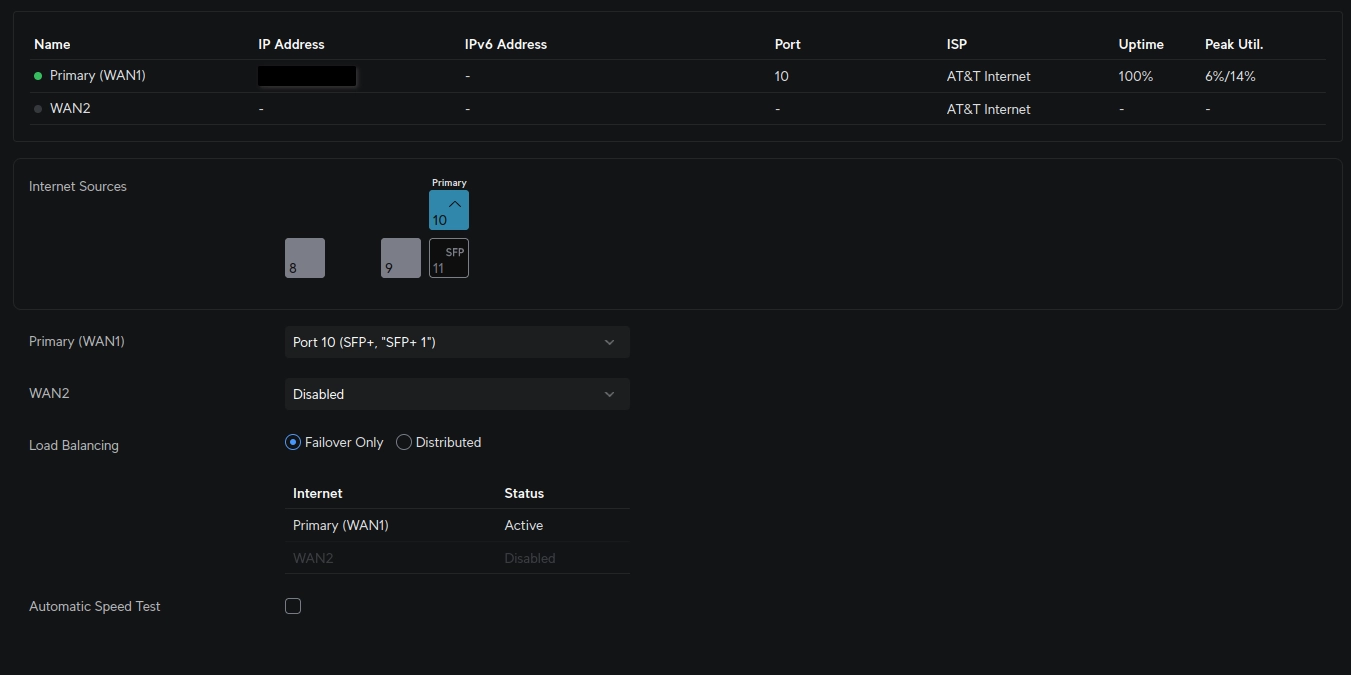 Name IP Address IPv6 Address Port ISP Uptime Peak Util.
Primary (WAN1) - 10 AT&T Internet 100% 6%/14%
WAN2 - - - AT&T Internet - -
Internet Sources
Primary
10
8 9 SFP 11
Primary (WAN1) Port 10 (SFP+, "SFP+ 1")
WAN2 Disabled
Load Balancing Failover Only Distributed
Internet Status
Primary (WAN1) Active
WAN2 Disabled
Automatic Speed Test